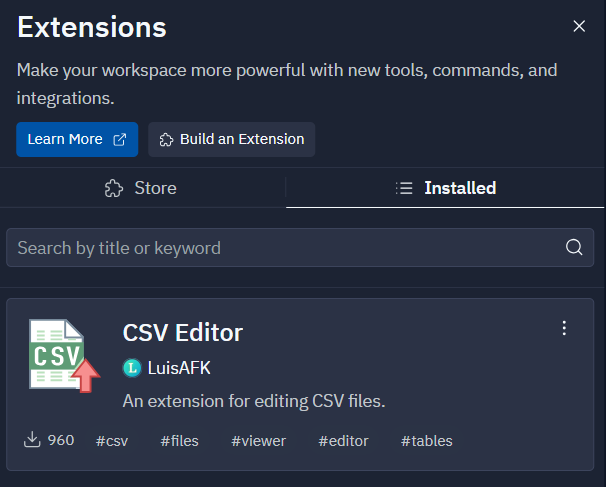 Extensions
Make your workspace more powerful with new tools, commands, and
integrations.
Learn More
Build an Extension
Store
Installed
Search by title or keyword
CSV
CSV Editor
L LuisAFK
An extension for editing CSV files.
960 #csv #files #viewer #editor #tables